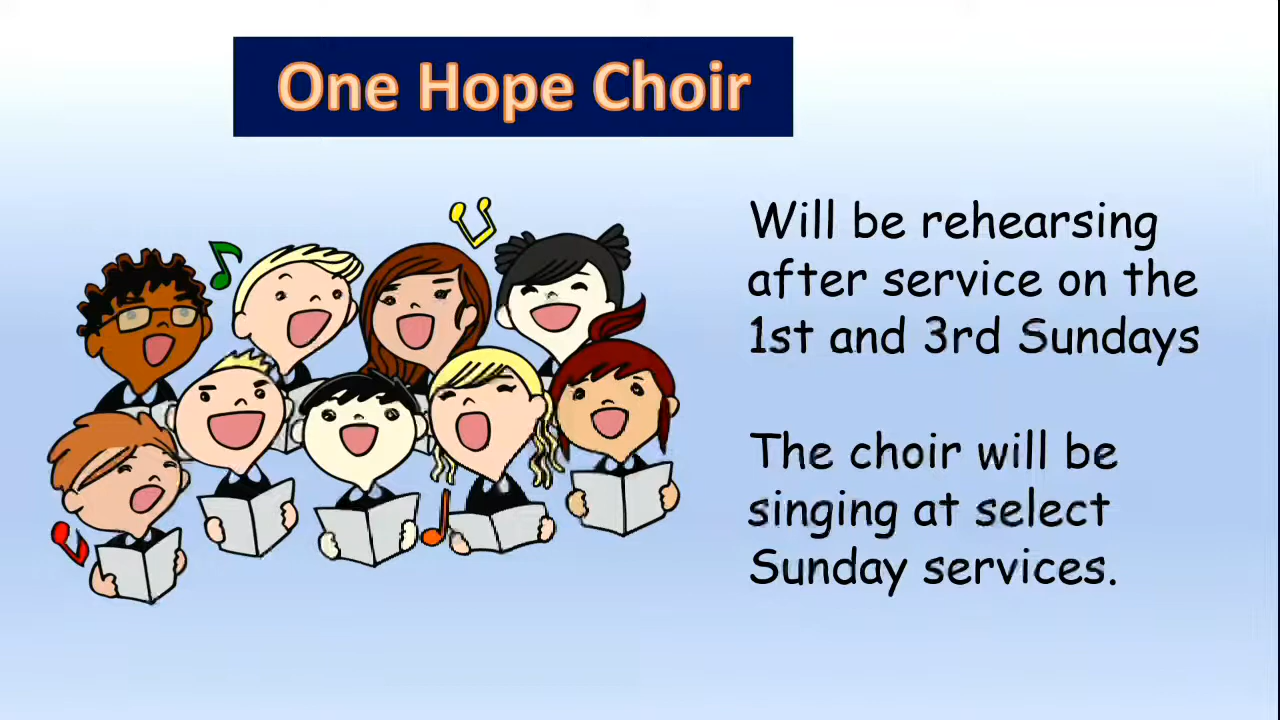 One Hope Choir
Will be rehearsing
after service on the
1st and 3rd Sundays
The choir will be
singing at select
Sunday services.